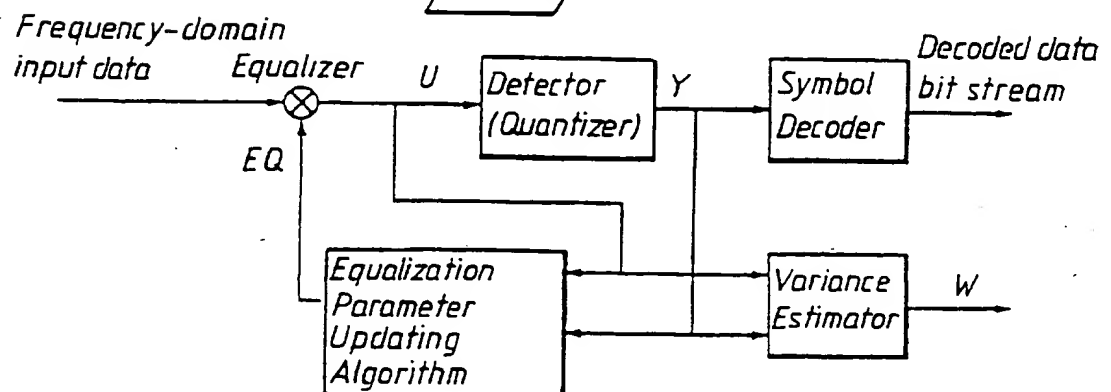 Frequency-domain
input data
Equalizer
U
Detector
(Quantizer)
Y
Symbol
Decoder
Decoded data
bit stream
EQ
Equalization
Parameter
Updating
Algorithm
Variance
Estimator
W